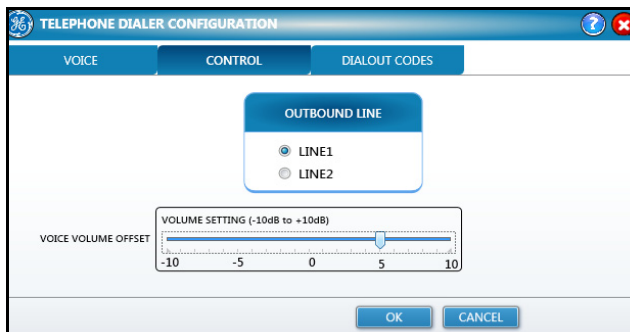 TELEPHONE DIALER CONFIGURATION ?
VOICE CONTROL DIALOUT CODES
OUTBOUND LINE
LINE1
LINE2
VOLUME SETTING (-10dB to +10dB)
VOICE VOLUME OFFSET
-10 -5 0 5 10
OK CANCEL